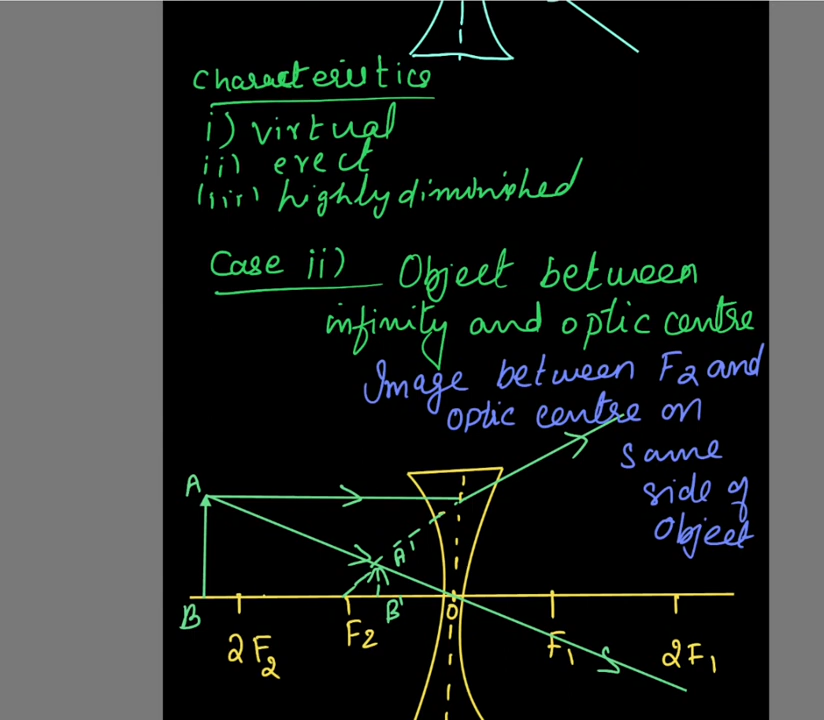 Characteristics
i) virtual
ii) erect
(iii) highly diminished
Case ii) Object between
infinity and optic centre
Image between F2 and
optic centre on
same
side of
Object
A
A'
B B' O
2F2 F2 F1 2F1